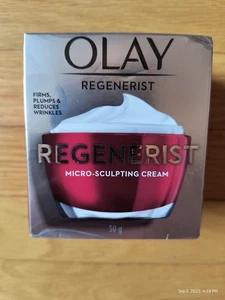 OLAY
REGENERIST
FIRMS,
PLUMPS &
REDUCES
WRINKLES
REGENERIST
MICRO-SCULPTING CREAM
50 g